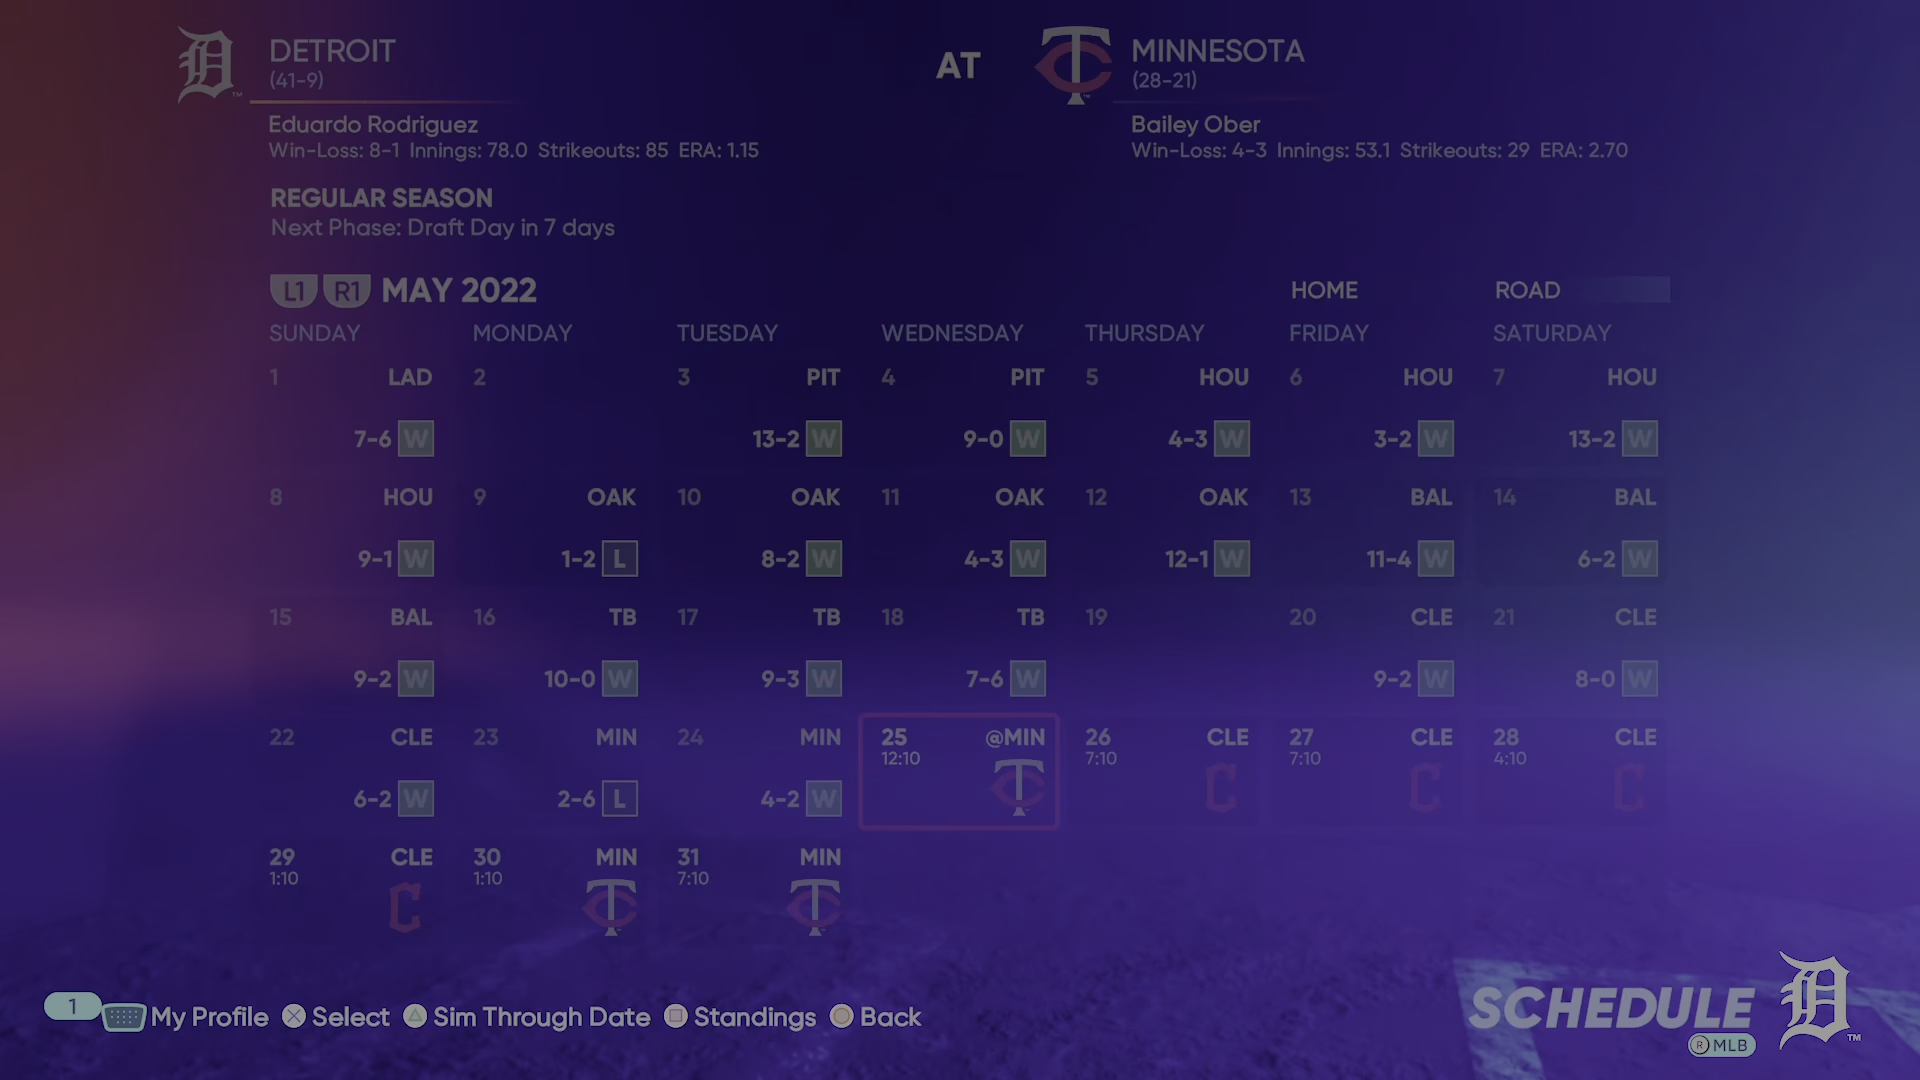 DETROIT
(41-9)
AT
MINNESOTA
(28-21)
Eduardo Rodriguez
Win-Loss: 8-1 Innings: 78.0 Strikeouts: 85 ERA: 1.15
Bailey Ober
Win-Loss: 4-3 Innings: 53.1 Strikeouts: 29 ERA: 2.70
REGULAR SEASON
Next Phase: Draft Day in 7 days
L1 R1 MAY 2022
HOME ROAD
SUNDAY MONDAY TUESDAY WEDNESDAY THURSDAY FRIDAY SATURDAY
1 LAD 2 3 PIT 4 PIT 5 HOU 6 HOU 7 HOU
7-6 W 13-2 W 9-0 W 4-3 W 3-2 W 13-2 W
8 HOU 9 OAK 10 OAK 11 OAK 12 OAK 13 BAL 14 BAL
9-1 W 1-2 L 8-2 W 4-3 W 12-1 W 11-4 W 6-2 W
15 BAL 16 TB 17 TB 18 TB 19 20 CLE 21 CLE
9-2 W 10-0 W 9-3 W 7-6 W 9-2 W 8-0 W
22 CLE 23 MIN 24 MIN 25 @MIN 26 CLE 27 CLE 28 CLE
12:10 7:10 7:10 4:10
6-2 W 2-6 L 4-2 W
29 CLE 30 MIN 31 MIN
1:10 1:10 7:10
1 My Profile Select Sim Through Date Standings Back
SCHEDULE
R MLB